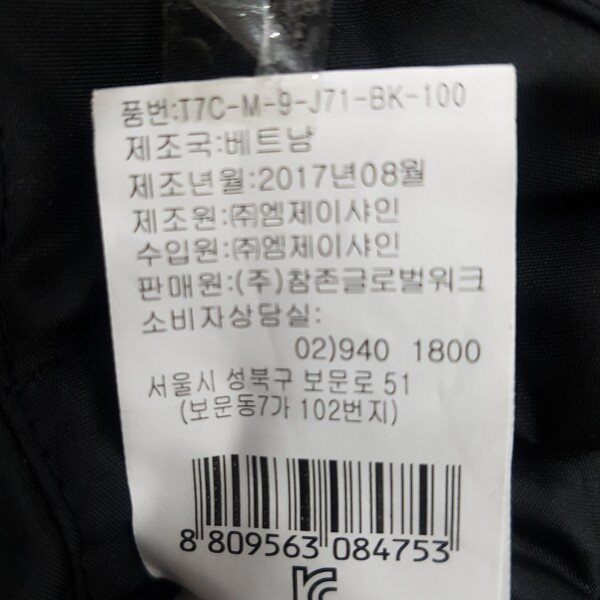 품번:T7C-M-9-J71-BK-100
제조국:베트남
제조년월:2017년08월
제조원:㈜엠제이샤인
수입원:㈜엠제이샤인
판매원:(주)참존글로벌워크
소비자상담실:
02)940 1800
서울시 성북구 보문로 51
(보문동7가 102번지)
8 809563 084753